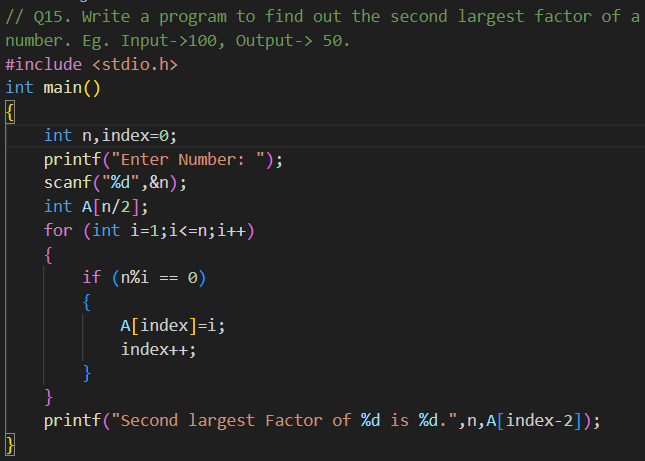 // Q15. Write a program to find out the second largest factor of a
number. Eg. Input->100, Output-> 50.
#include <stdio.h>
int main()
{
    int n,index=0;
    printf("Enter Number: ");
    scanf("%d",&n);
    int A[n/2];
    for (int i=1;i<=n;i++)
    {
        if (n%i == 0)
        {
            A[index]=i;
            index++;
        }
    }
    printf("Second largest Factor of %d is %d.",n,A[index-2]);
}